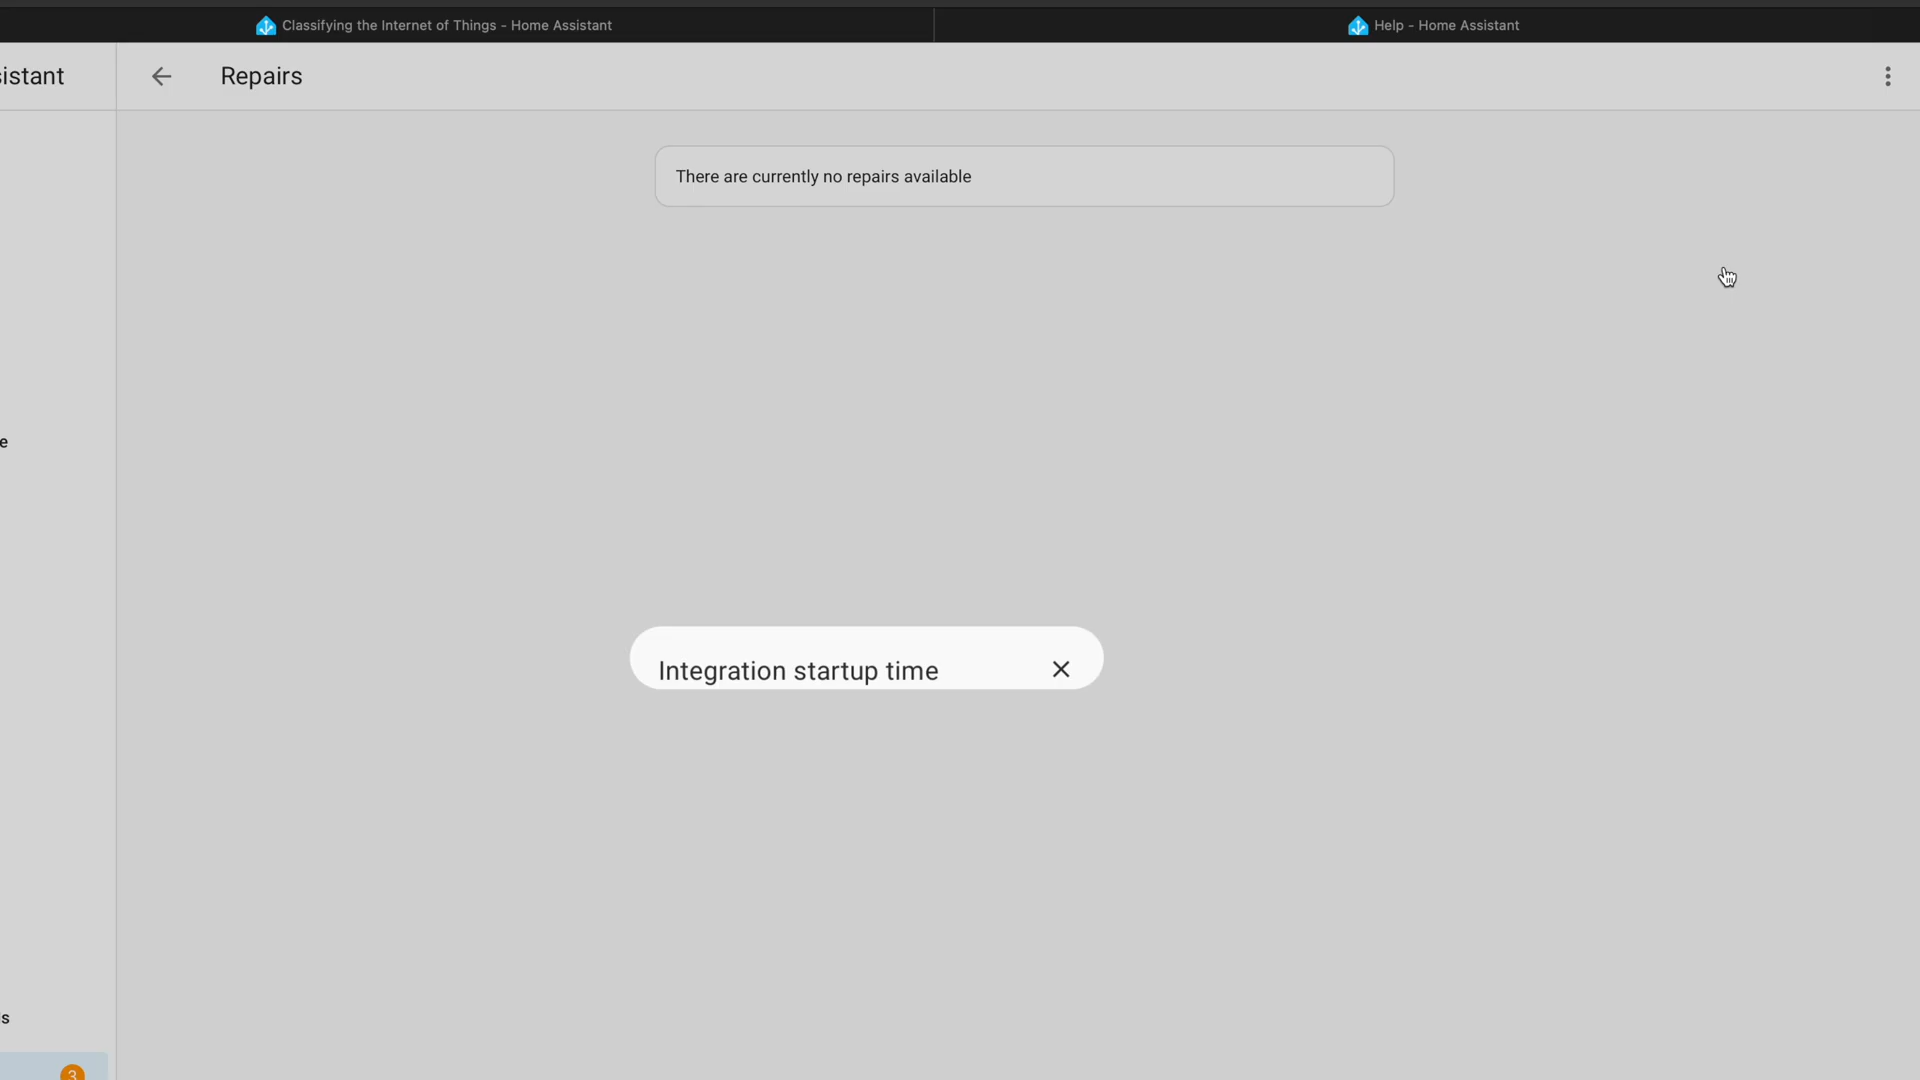 Classifying the Internet of Things - Home Assistant
Help - Home Assistant
sistant
Repairs
There are currently no repairs available
e
Integration startup time
s
3